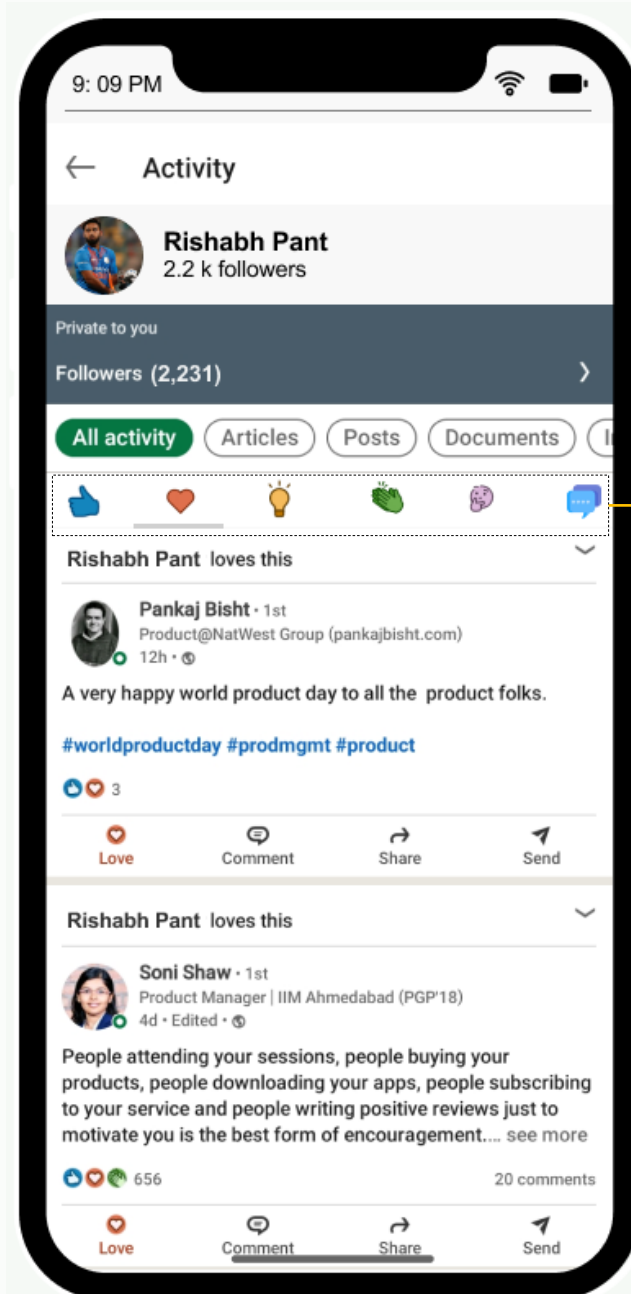 9: 09 PM
Activity
Rishabh Pant
2.2 k followers
Private to you
Followers (2,231)
All activity Articles Posts Documents
Rishabh Pant loves this
Pankaj Bisht • 1st
Product@NatWest Group (pankajbisht.com)
12h •
A very happy world product day to all the product folks.
#worldproductday #prodmgmt #product
3
Love Comment Share Send
Rishabh Pant loves this
Soni Shaw • 1st
Product Manager | IIM Ahmedabad (PGP'18)
4d • Edited •
People attending your sessions, people buying your
products, people downloading your apps, people subscribing
to your service and people writing positive reviews just to
motivate you is the best form of encouragement.... see more
656 20 comments
Love Comment Share Send